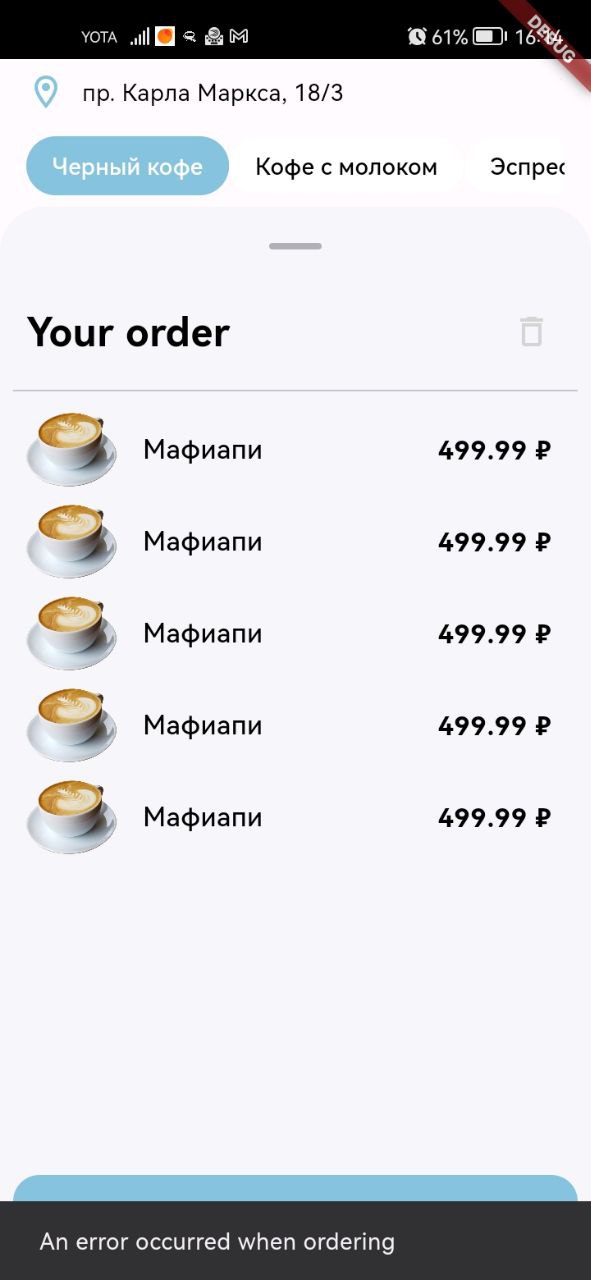 YOTA 61% 16:14
DEBUG
пр. Карла Маркса, 18/3
Черный кофе Кофе с молоком Эспрес
Your order
Мафиапи 499.99 ₽
Мафиапи 499.99 ₽
Мафиапи 499.99 ₽
Мафиапи 499.99 ₽
Мафиапи 499.99 ₽
An error occurred when ordering